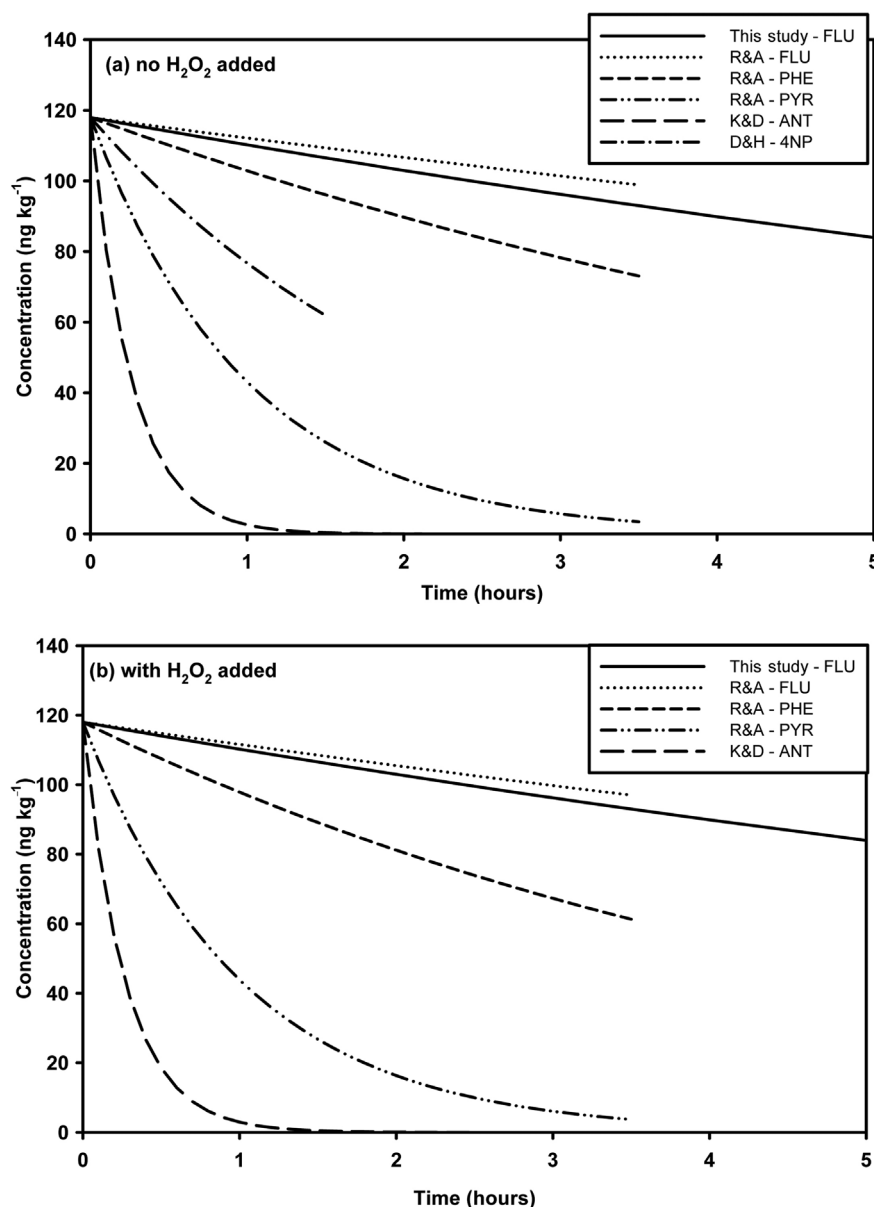 140
120
100
80
60
40
20
0
Concentration (ng kg⁻¹)
(a) no H₂O₂ added
This study - FLU
R&A - FLU
R&A - PHE
R&A - PYR
K&D - ANT
D&H - 4NP
0 1 2 3 4 5
Time (hours)
140
120
100
80
60
40
20
0
Concentration (ng kg⁻¹)
(b) with H₂O₂ added
This study - FLU
R&A - FLU
R&A - PHE
R&A - PYR
K&D - ANT
0 1 2 3 4 5
Time (hours)